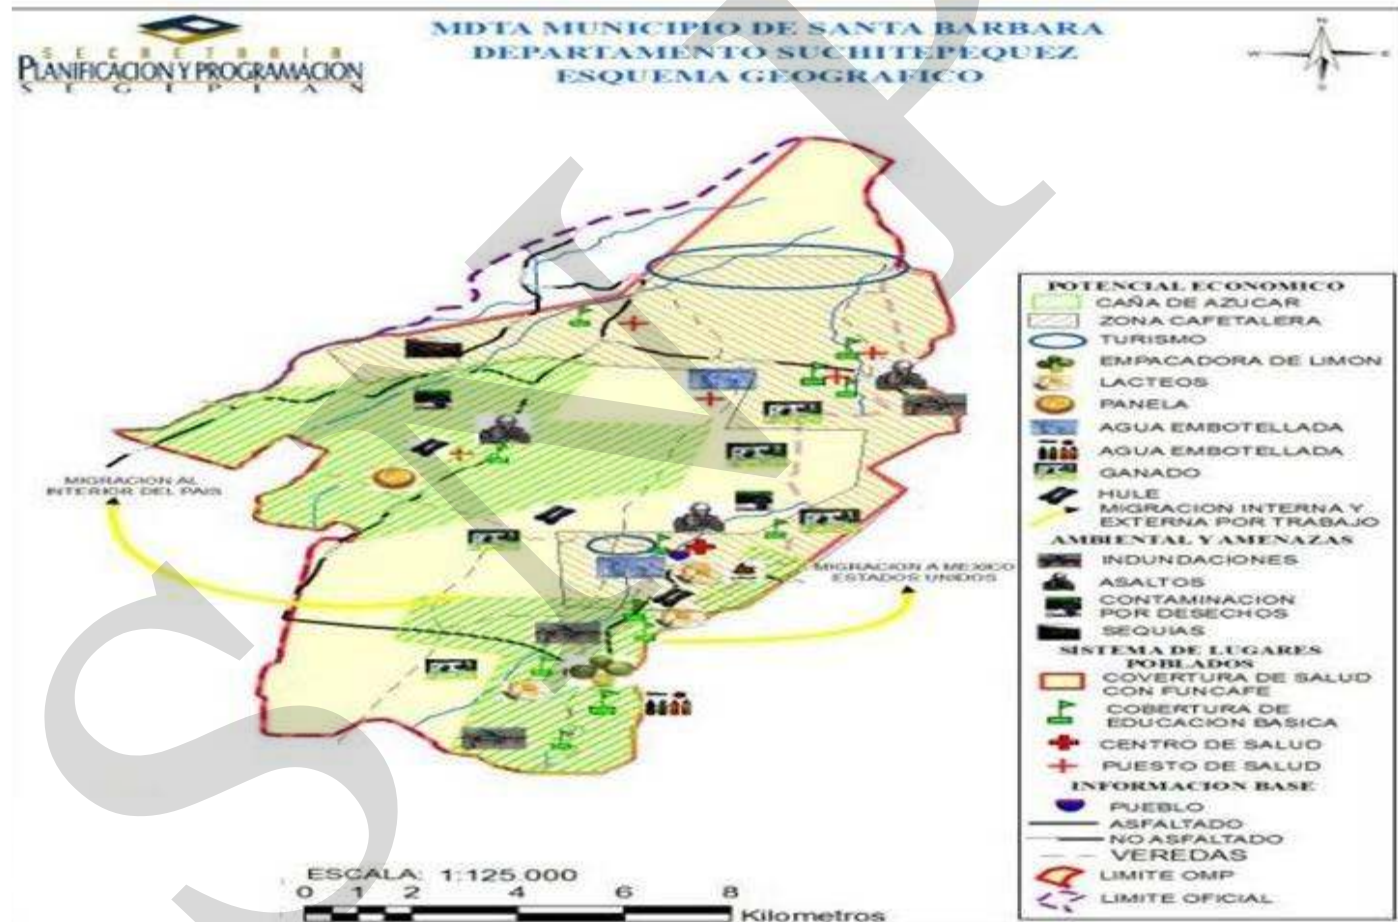 SECRETARIA
PLANIFICACION Y PROGRAMACION
SEGEPLAN
MDTA MUNICIPIO DE SANTA BARBARA
DEPARTAMENTO SUCHITEPEQUEZ
ESQUEMA GEOGRAFICO
N
W
E
S
MIGRACION AL
INTERIOR DEL PAIS
MIGRACION A MEXICO
ESTADOS UNIDOS
POTENCIAL ECONOMICO
CAÑA DE AZUCAR
ZONA CAFETALERA
TURISMO
EMPACADORA DE LIMON
LACTEOS
PANELA
AGUA EMBOTELLADA
AGUA EMBOTELLADA
GANADO
HULE
MIGRACION INTERNA Y
EXTERNA POR TRABAJO
AMBIENTAL Y AMENAZAS
INDUNDACIONES
ASALTOS
CONTAMINACION
POR DESECHOS
SEQUIAS
SISTEMA DE LUGARES
POBLADOS
COVERTURA DE SALUD
CON FUNCAFE
COBERTURA DE
EDUCACION BASICA
CENTRO DE SALUD
PUESTO DE SALUD
INFORMACION BASE
PUEBLO
ASFALTADO
NO ASFALTADO
VEREDAS
LIMITE OMP
LIMITE OFICIAL
ESCALA: 1:125.000
0 1 2 4 6 8
Kilometros